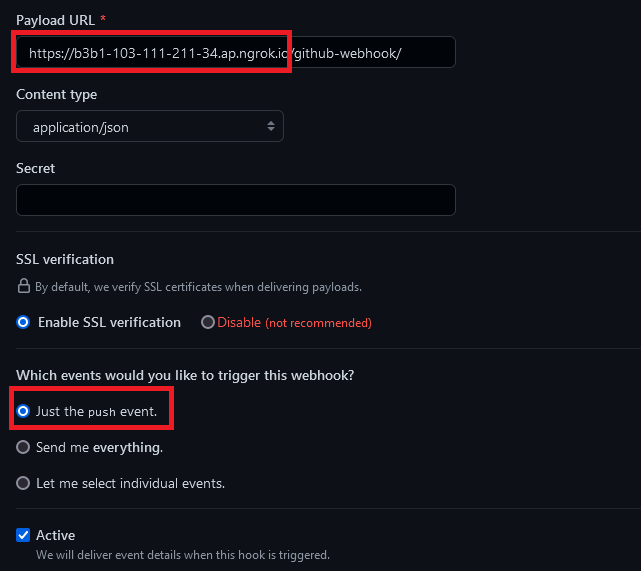 Payload URL *
https://b3b1-103-111-211-34.ap.ngrok.io/github-webhook/
Content type
application/json
Secret
SSL verification
By default, we verify SSL certificates when delivering payloads.
Enable SSL verification Disable (not recommended)
Which events would you like to trigger this webhook?
Just the push event.
Send me everything.
Let me select individual events.
Active
We will deliver event details when this hook is triggered.